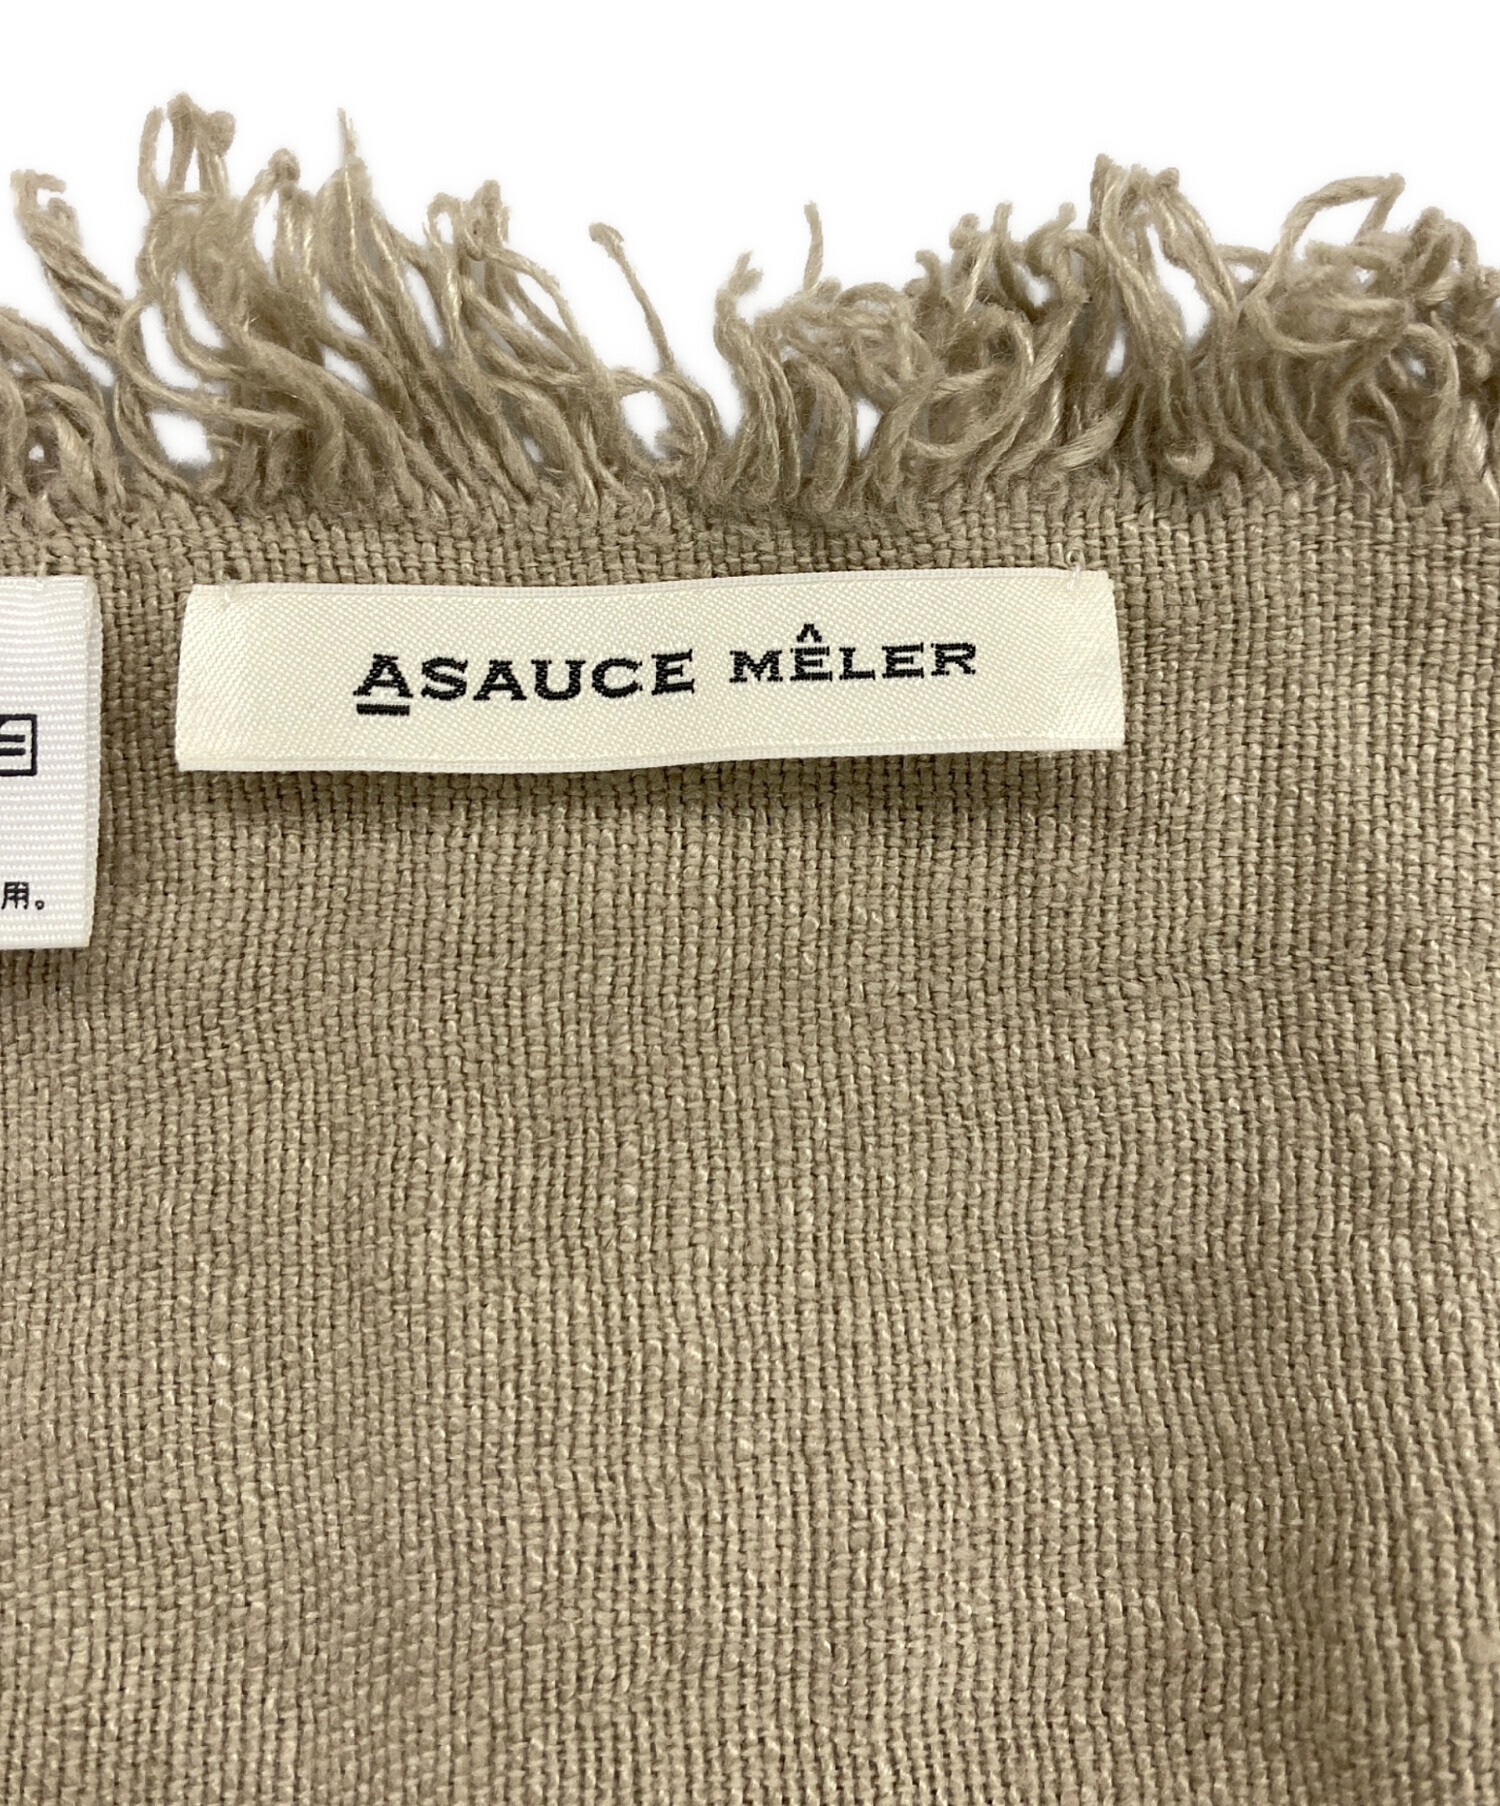 ASAUCE MÊLER
用。